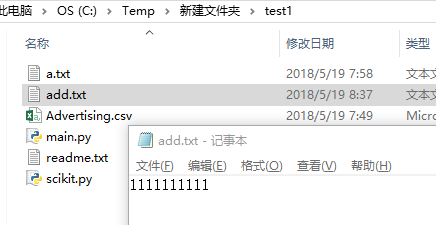 此电脑 > OS (C:) > Temp > 新建文件夹 > test1
名称 修改日期 类型
a.txt 2018/5/19 7:58 文本文
add.txt 2018/5/19 8:37 文本文
Advertising.csv 2018/5/19 7:49 Micro
main.py
readme.txt
scikit.py
add.txt - 记事本
文件(F) 编辑(E) 格式(O) 查看(V) 帮助(H)
1111111111